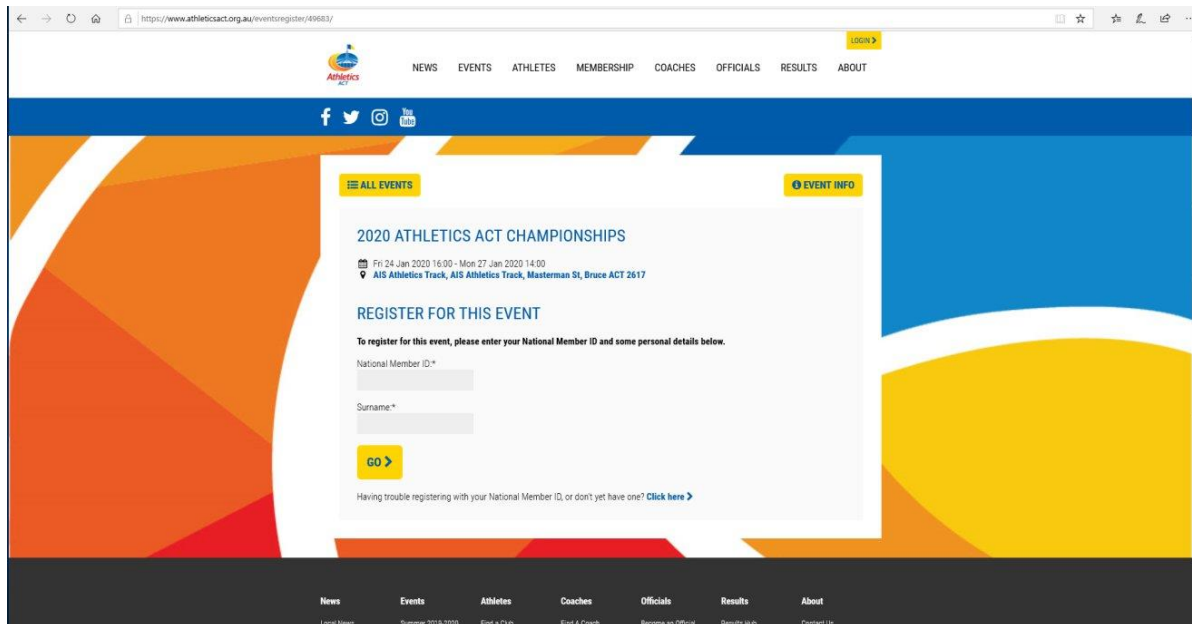 https://www.athleticsact.org.au/eventsregister/49683/
LOGIN
Athletics
ACT
NEWS EVENTS ATHLETES MEMBERSHIP COACHES OFFICIALS RESULTS ABOUT
You
Tube
ALL EVENTS
EVENT INFO
2020 ATHLETICS ACT CHAMPIONSHIPS
Fri 24 Jan 2020 16:00 - Mon 27 Jan 2020 14:00
AIS Athletics Track, AIS Athletics Track, Masterman St, Bruce ACT 2617
REGISTER FOR THIS EVENT
To register for this event, please enter your National Member ID and some personal details below.
National Member ID:*
Surname:*
GO
Having trouble registering with your National Member ID, or don't yet have one? Click here
News Events Athletes Coaches Officials Results About
Local News Summer 2019-2020 Find a Club Find A Coach Become an Official Results Hub Contact Us